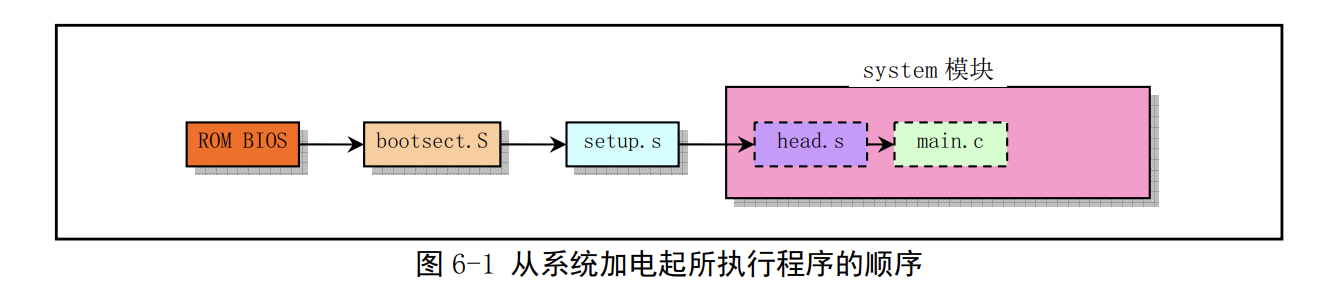 system 模块
ROM BIOS
bootsect.S
setup.s
head.s
main.c
图 6-1 从系统加电起所执行程序的顺序